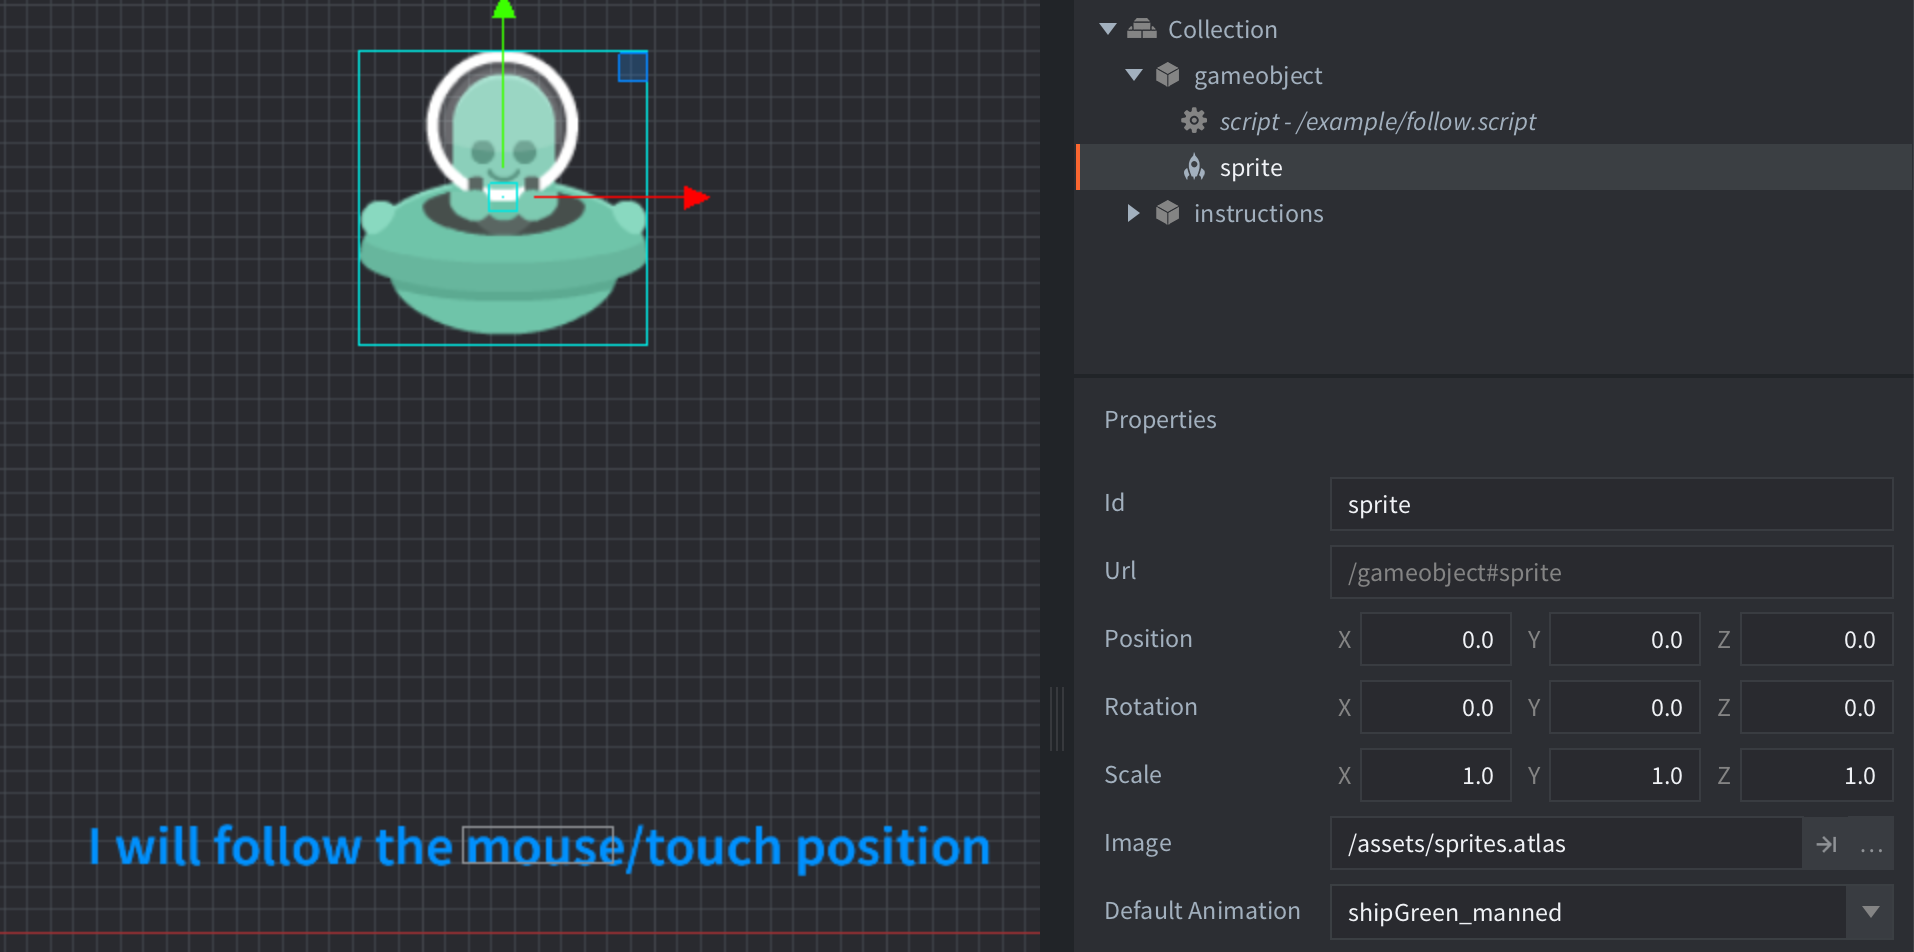 Collection
gameobject
script - /example/follow.script
sprite
instructions
I will follow the mouse/touch position
Properties
Id sprite
Url /gameobject#sprite
Position X 0.0 Y 0.0 Z 0.0
Rotation X 0.0 Y 0.0 Z 0.0
Scale X 1.0 Y 1.0 Z 1.0
Image /assets/sprites.atlas ...
Default Animation shipGreen_manned